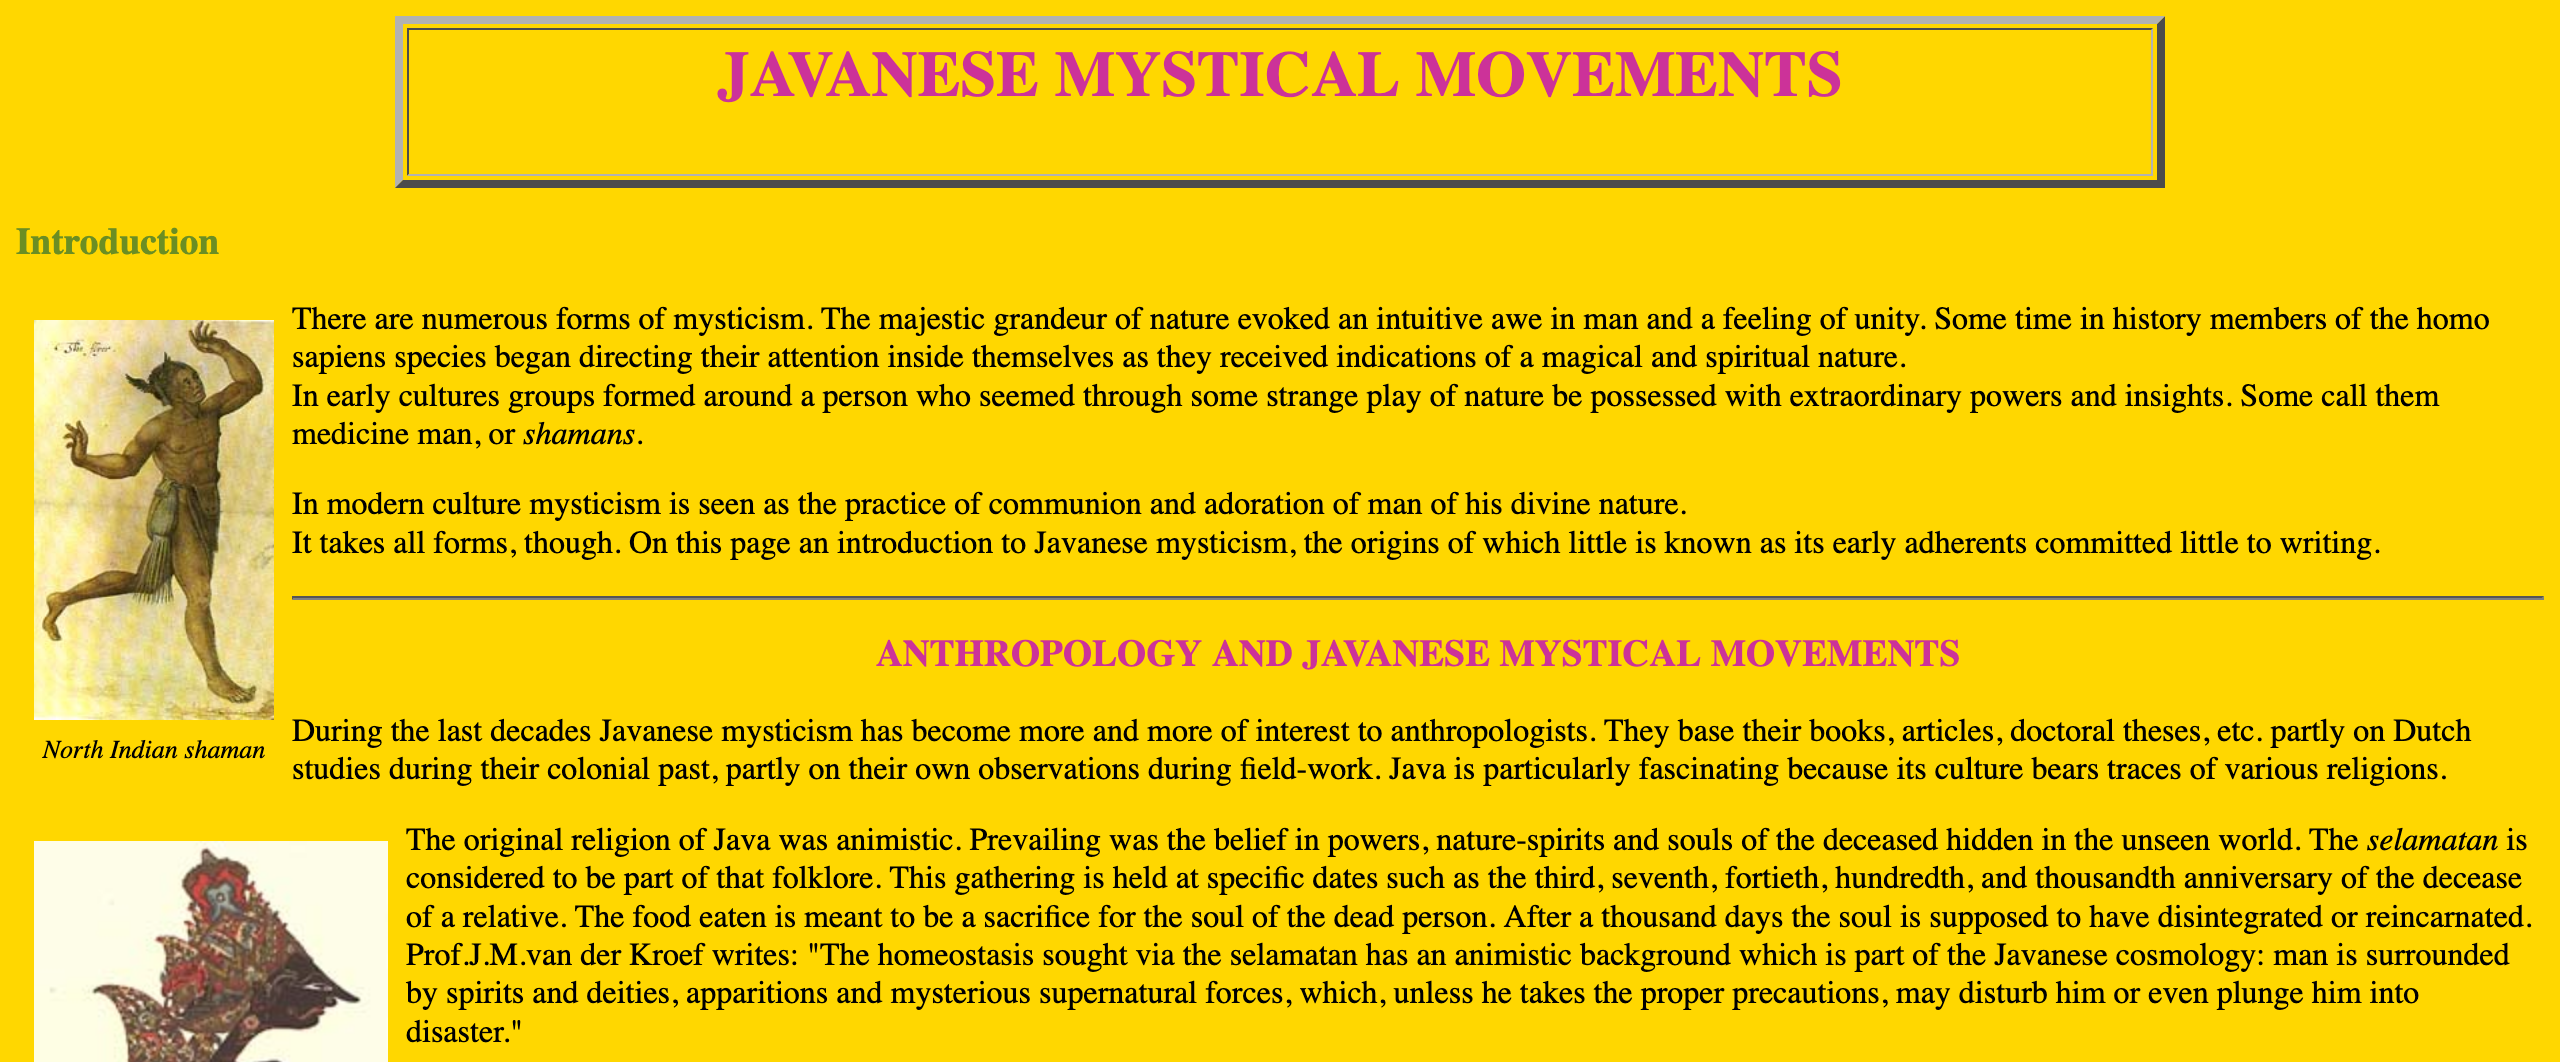 JAVANESE MYSTICAL MOVEMENTS
Introduction
There are numerous forms of mysticism. The majestic grandeur of nature evoked an intuitive awe in man and a feeling of unity. Some time in history members of the homo
sapiens species began directing their attention inside themselves as they received indications of a magical and spiritual nature.
In early cultures groups formed around a person who seemed through some strange play of nature be possessed with extraordinary powers and insights. Some call them
medicine man, or shamans.
In modern culture mysticism is seen as the practice of communion and adoration of man of his divine nature.
It takes all forms, though. On this page an introduction to Javanese mysticism, the origins of which little is known as its early adherents committed little to writing.
The flyer.
North Indian shaman
ANTHROPOLOGY AND JAVANESE MYSTICAL MOVEMENTS
During the last decades Javanese mysticism has become more and more of interest to anthropologists. They base their books, articles, doctoral theses, etc. partly on Dutch
studies during their colonial past, partly on their own observations during field-work. Java is particularly fascinating because its culture bears traces of various religions.
The original religion of Java was animistic. Prevailing was the belief in powers, nature-spirits and souls of the deceased hidden in the unseen world. The selamatan is
considered to be part of that folklore. This gathering is held at specific dates such as the third, seventh, fortieth, hundredth, and thousandth anniversary of the decease
of a relative. The food eaten is meant to be a sacrifice for the soul of the dead person. After a thousand days the soul is supposed to have disintegrated or reincarnated.
Prof.J.M.van der Kroef writes: "The homeostasis sought via the selamatan has an animistic background which is part of the Javanese cosmology: man is surrounded
by spirits and deities, apparitions and mysterious supernatural forces, which, unless he takes the proper precautions, may disturb him or even plunge him into
disaster."